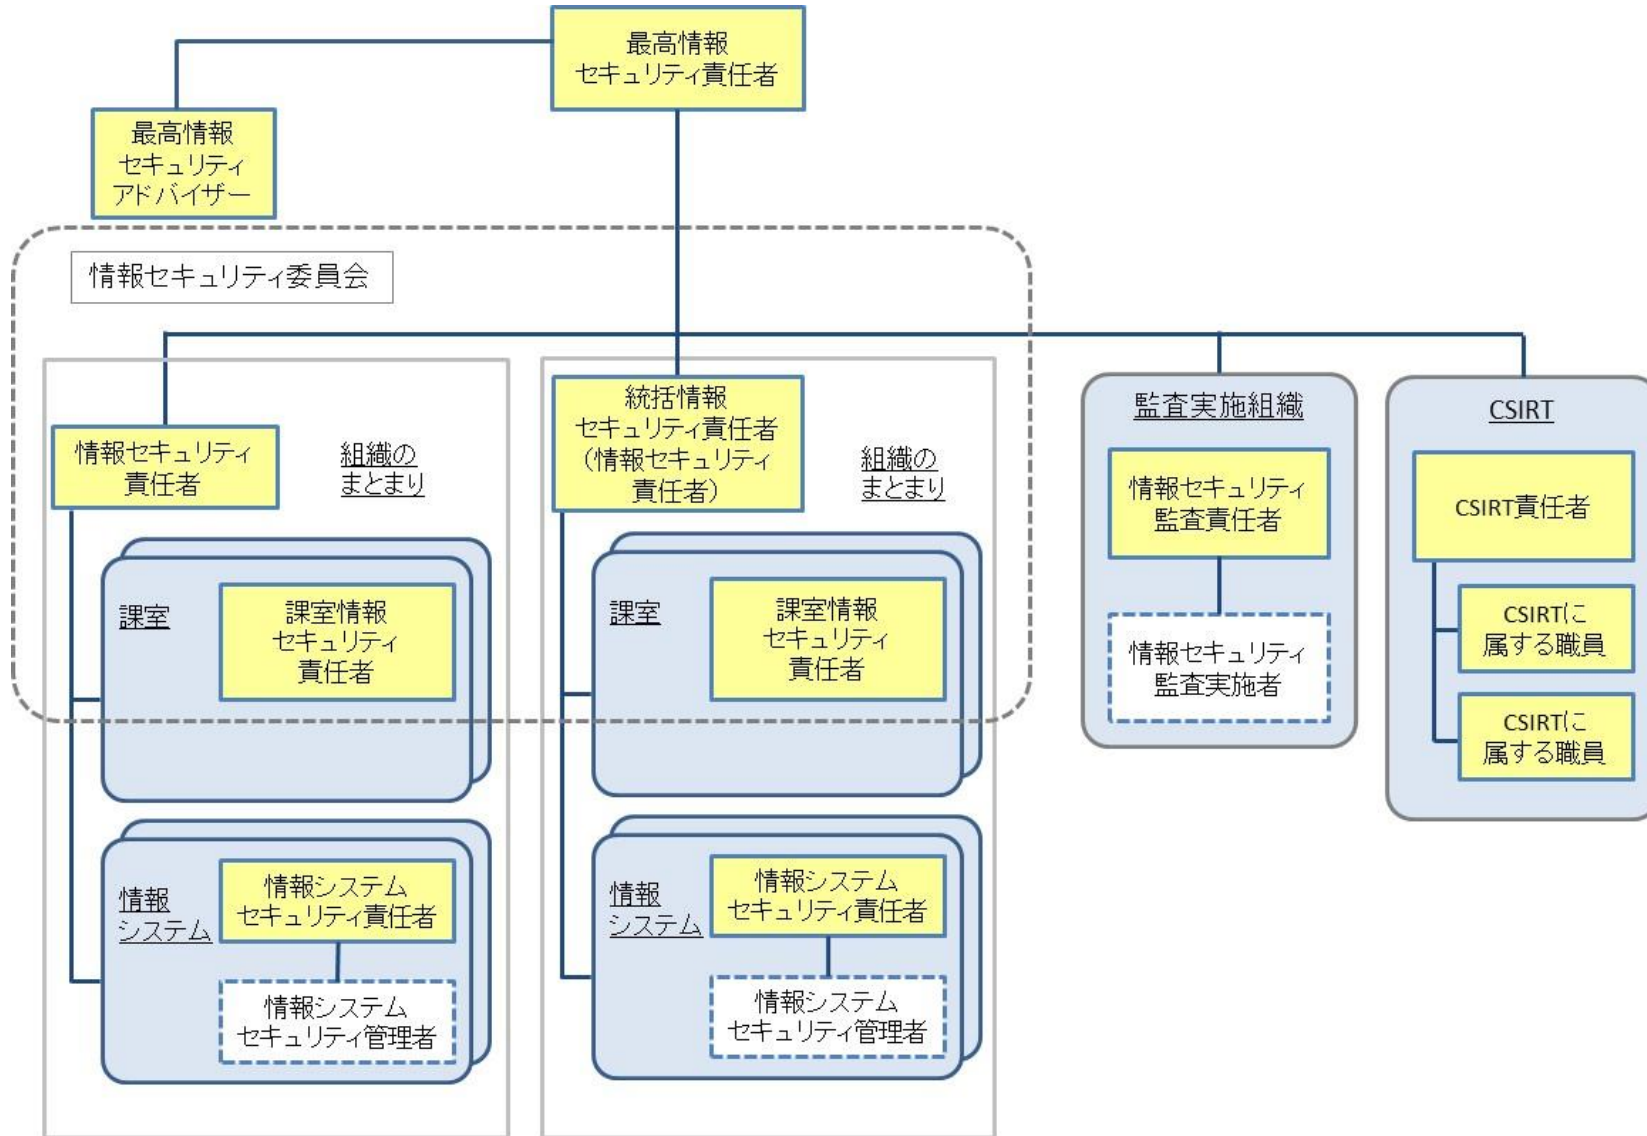 最高情報
セキュリティ責任者
最高情報
セキュリティ
アドバイザー
情報セキュリティ委員会
情報セキュリティ
責任者
組織の
まとまり
課室
課室情報
セキュリティ
責任者
情報
システム
情報システム
セキュリティ責任者
情報システム
セキュリティ管理者
統括情報
セキュリティ責任者
（情報セキュリティ
責任者）
組織の
まとまり
課室
課室情報
セキュリティ
責任者
情報
システム
情報システム
セキュリティ責任者
情報システム
セキュリティ管理者
監査実施組織
情報セキュリティ
監査責任者
情報セキュリティ
監査実施者
CSIRT
CSIRT責任者
CSIRTに
属する職員
CSIRTに
属する職員